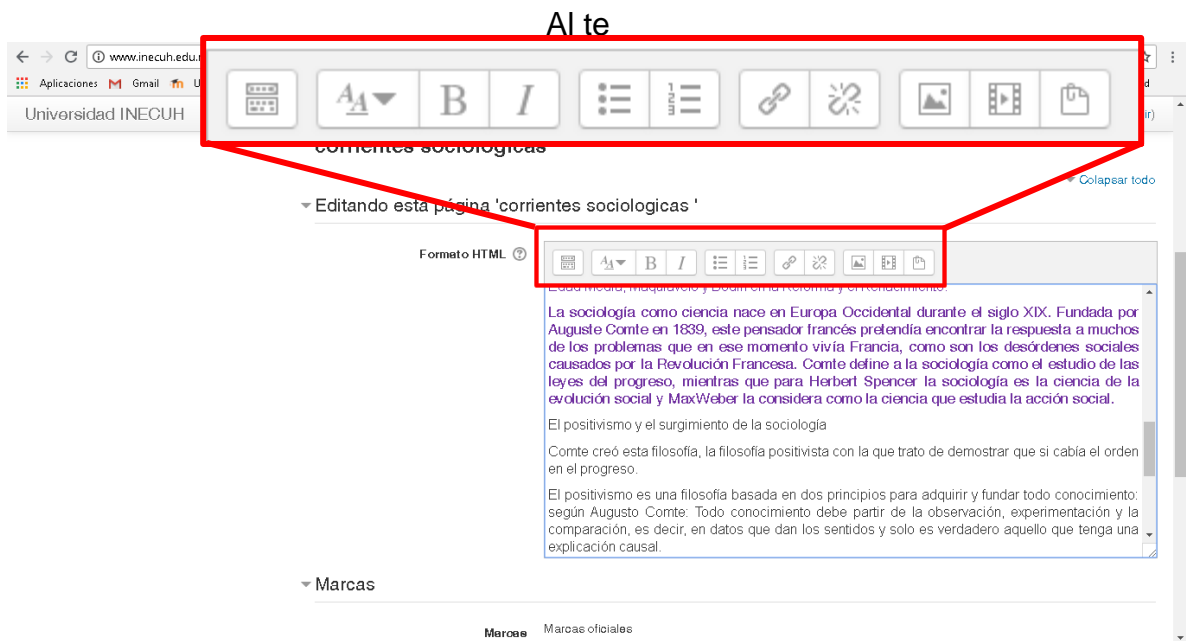 Al te
www.inecuh.edu.
Aplicaciones Gmail
Universidad INECUH
corrientes sociologicas
Colapsar todo
Editando esta página 'corrientes sociologicas '
Formato HTML
Edad Media, Maquiavelo y Bodin en la Reforma y el Renacimiento.
La sociología como ciencia nace en Europa Occidental durante el siglo XIX. Fundada por
Auguste Comte en 1839, este pensador francés pretendía encontrar la respuesta a muchos
de los problemas que en ese momento vivía Francia, como son los desórdenes sociales
causados por la Revolución Francesa. Comte define a la sociología como el estudio de las
leyes del progreso, mientras que para Herbert Spencer la sociología es la ciencia de la
evolución social y MaxWeber la considera como la ciencia que estudia la acción social.
El positivismo y el surgimiento de la sociología
Comte creó esta filosofía, la filosofía positivista con la que trato de demostrar que si cabía el orden
en el progreso.
El positivismo es una filosofía basada en dos principios para adquirir y fundar todo conocimiento:
según Augusto Comte: Todo conocimiento debe partir de la observación, experimentación y la
comparación, es decir, en datos que dan los sentidos y solo es verdadero aquello que tenga una
explicación causal.
Marcas
Marcas Marcas oficiales